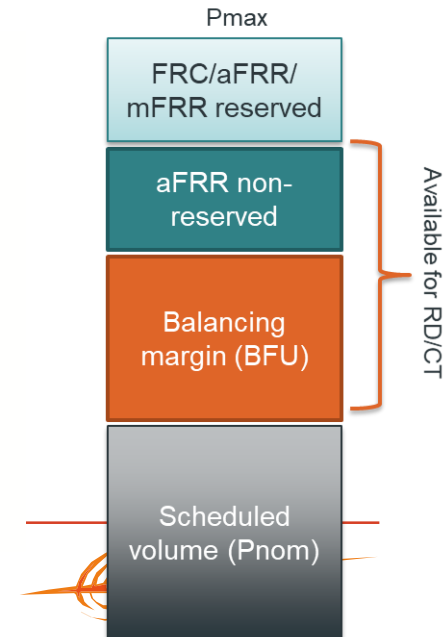 Pmax
FRC/aFRR/
mFRR reserved
aFRR non-
reserved
Balancing
margin (BFU)
Available for RD/CT
Scheduled
volume (Pnom)